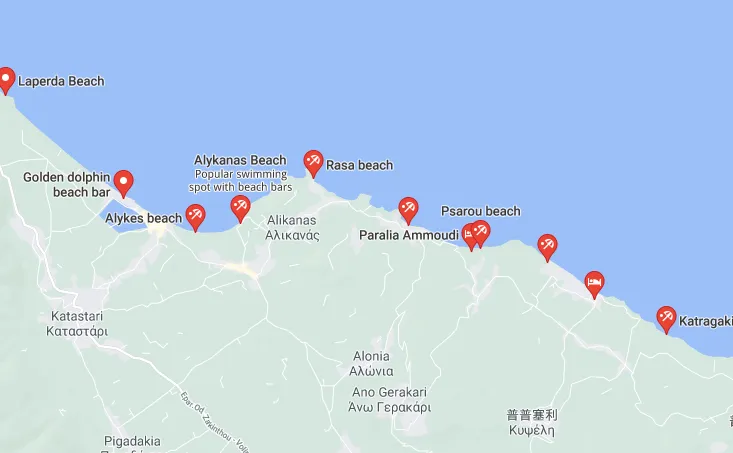 Laperda Beach
Alykanas Beach
Popular swimming
spot with beach bars
Rasa beach
Golden dolphin
beach bar
Alykes beach
Alikanas
Αλικανάς
Paralia Ammoudi
Psarou beach
Katastari
Καταστάρι
Katragaki
Alonia
Αλώνια
Ano Gerakari
Άνω Γερακάρι
普普塞利
Κυψέλη
Epar. Od. Zakinthou - Voli
Pigadakia